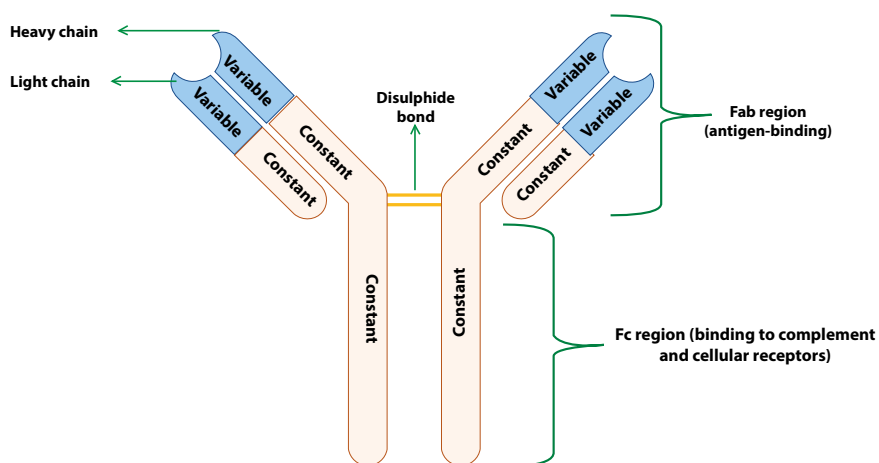 Heavy chain
Light chain
Variable
Variable
Constant
Constant
Constant
Disulphide
bond
Variable
Variable
Constant
Constant
Constant
Fab region
(antigen-binding)
Fc region (binding to complement
and cellular receptors)